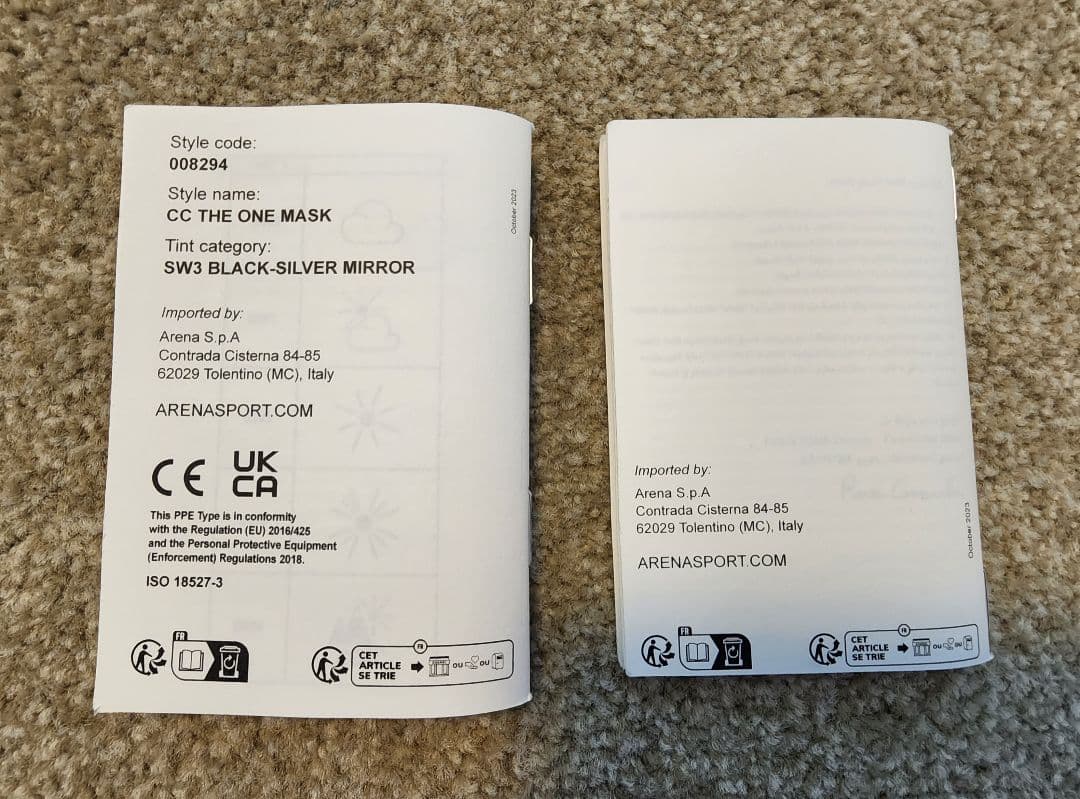 Style code:
008294
Style name:
CC THE ONE MASK
Tint category:
SW3 BLACK-SILVER MIRROR
Imported by:
Arena S.p.A
Contrada Cisterna 84-85
62029 Tolentino (MC), Italy
ARENASPORT.COM
CE UK
CA
This PPE Type is in conformity
with the Regulation (EU) 2016/425
and the Personal Protective Equipment
(Enforcement) Regulations 2018.
ISO 18527-3
October 2023
FR
FR
CET
ARTICLE
SE TRIE
OU OU
Imported by:
Arena S.p.A
Contrada Cisterna 84-85
62029 Tolentino (MC), Italy
ARENASPORT.COM
October 2023
FR
FR
CET
ARTICLE
SE TRIE
OU OU